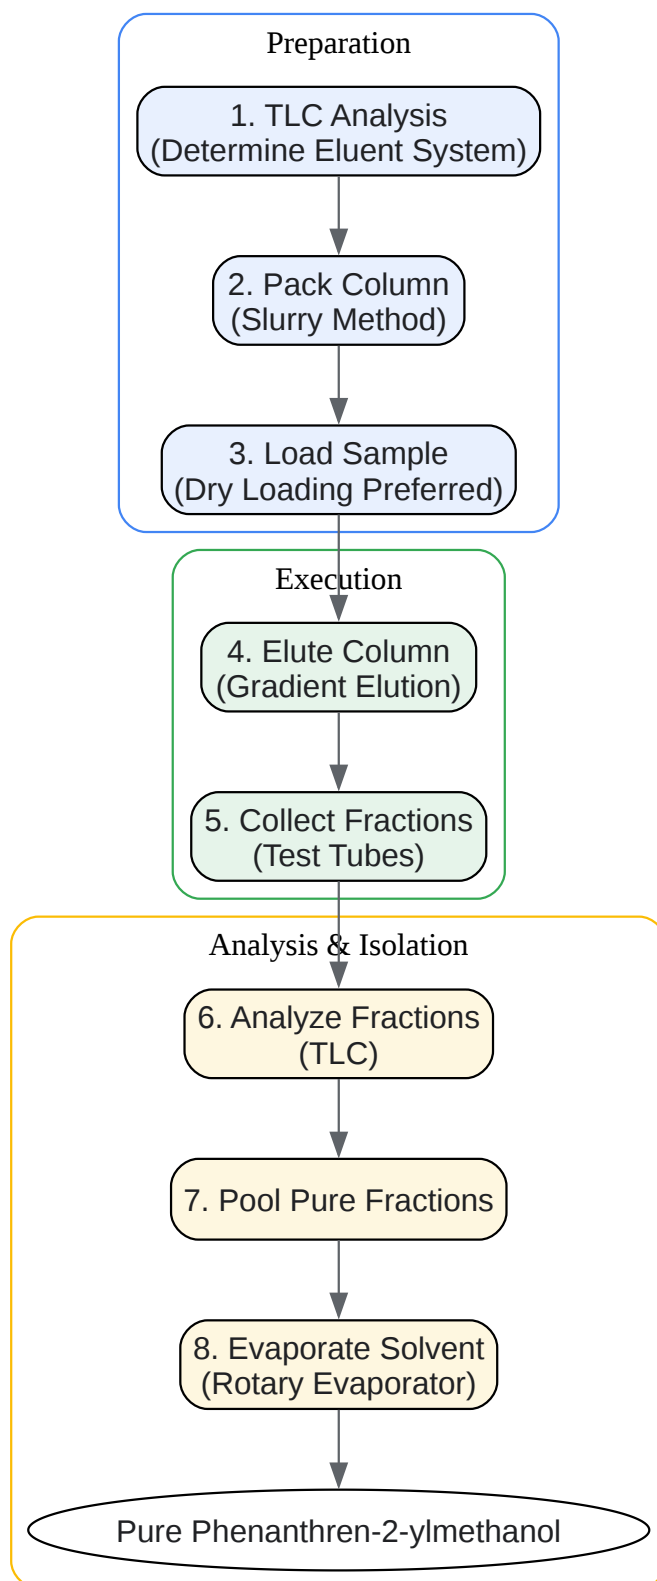 Preparation
1. TLC Analysis
(Determine Eluent System)
2. Pack Column
(Slurry Method)
3. Load Sample
(Dry Loading Preferred)
Execution
4. Elute Column
(Gradient Elution)
5. Collect Fractions
(Test Tubes)
Analysis & Isolation
6. Analyze Fractions
(TLC)
7. Pool Pure Fractions
8. Evaporate Solvent
(Rotary Evaporator)
Pure Phenanthren-2-ylmethanol